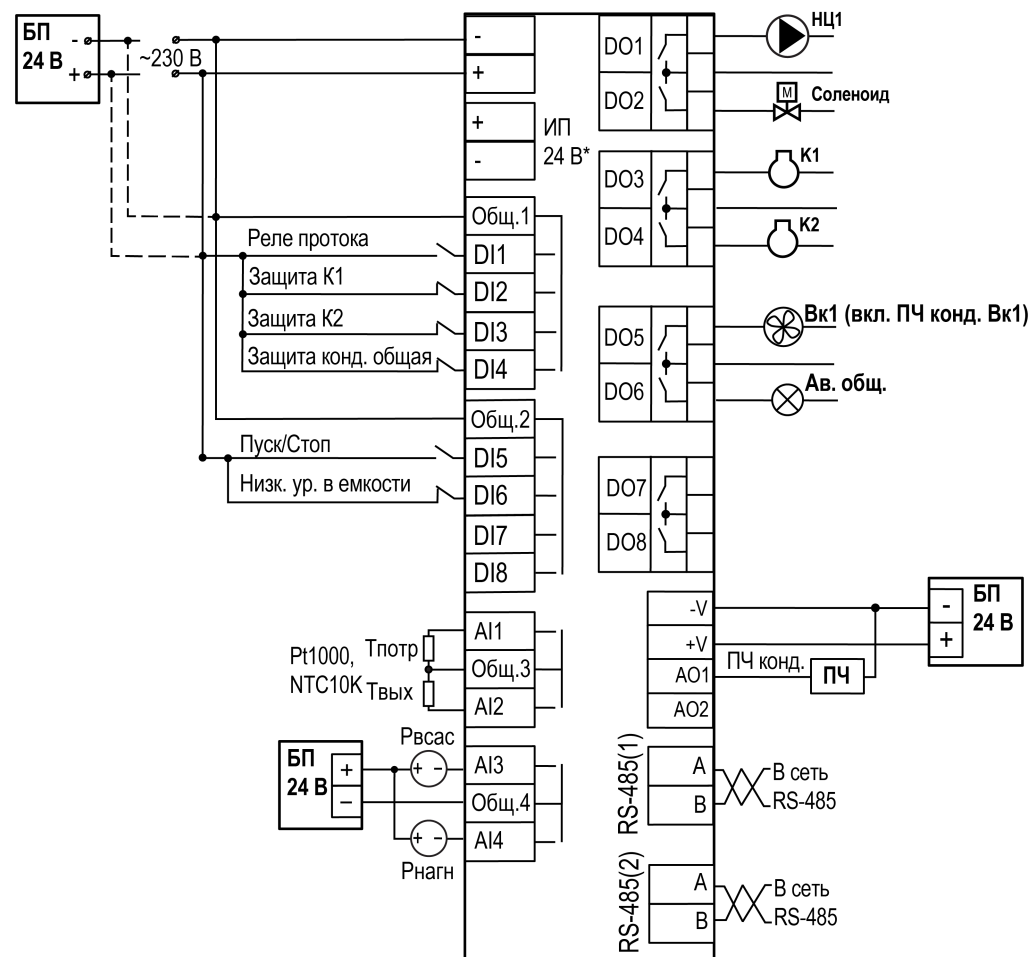 БП
24 В
-
+
~230 В
-
+
+
-
ИП
24 В*
Общ.1
Реле протока
DI1
Защита К1
DI2
Защита К2
DI3
Защита конд. общая
DI4
Общ.2
Пуск/Стоп
DI5
Низк. ур. в емкости
DI6
DI7
DI8
Pt1000,
NTC10K
Тпотр
Твых
AI1
Общ.3
AI2
БП
24 В
+
–
Рвсас
+ -
AI3
Общ.4
AI4
+ -
Рнагн
DO1
НЦ1
DO2
M
Соленоид
DO3
К1
DO4
К2
DO5
Вк1 (вкл. ПЧ конд. Вк1)
DO6
Ав. общ.
DO7
DO8
-V
+V
AO1
AO2
ПЧ конд.
ПЧ
-
+
БП
24 В
RS-485(1)
A
B
В сеть
RS-485
RS-485(2)
A
B
В сеть
RS-485